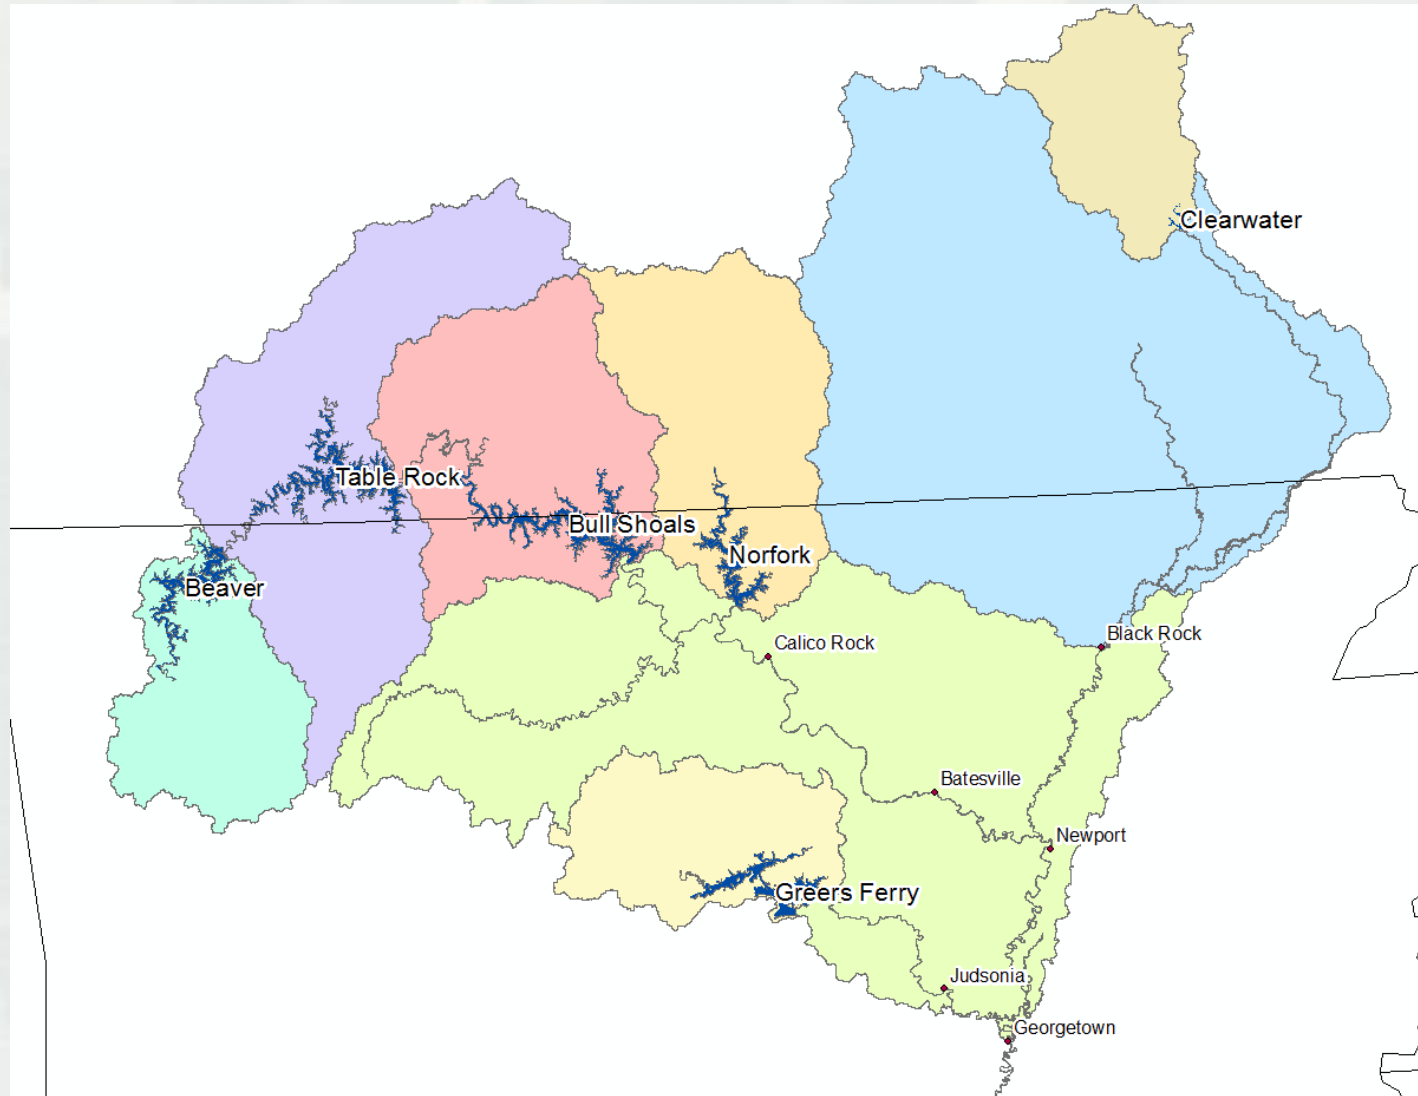 Clearwater
Table Rock
Bull Shoals
Norfork
Beaver
Black Rock
Calico Rock
Batesville
Newport
Greers Ferry
Judsonia
Georgetown